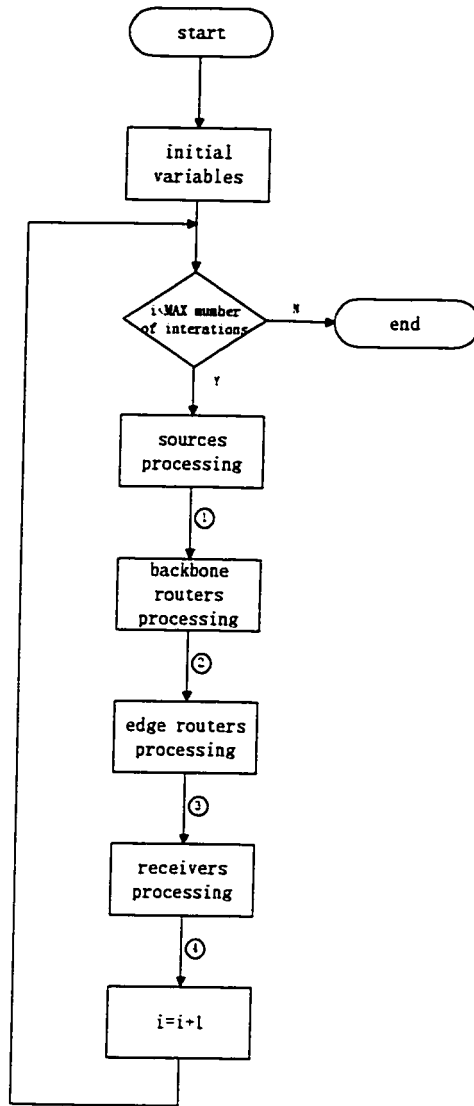 start
initial
variables
i<MAX number
of interations
N
end
Y
sources
processing
1
backbone
routers
processing
2
edge routers
processing
3
receivers
processing
4
i=i+1